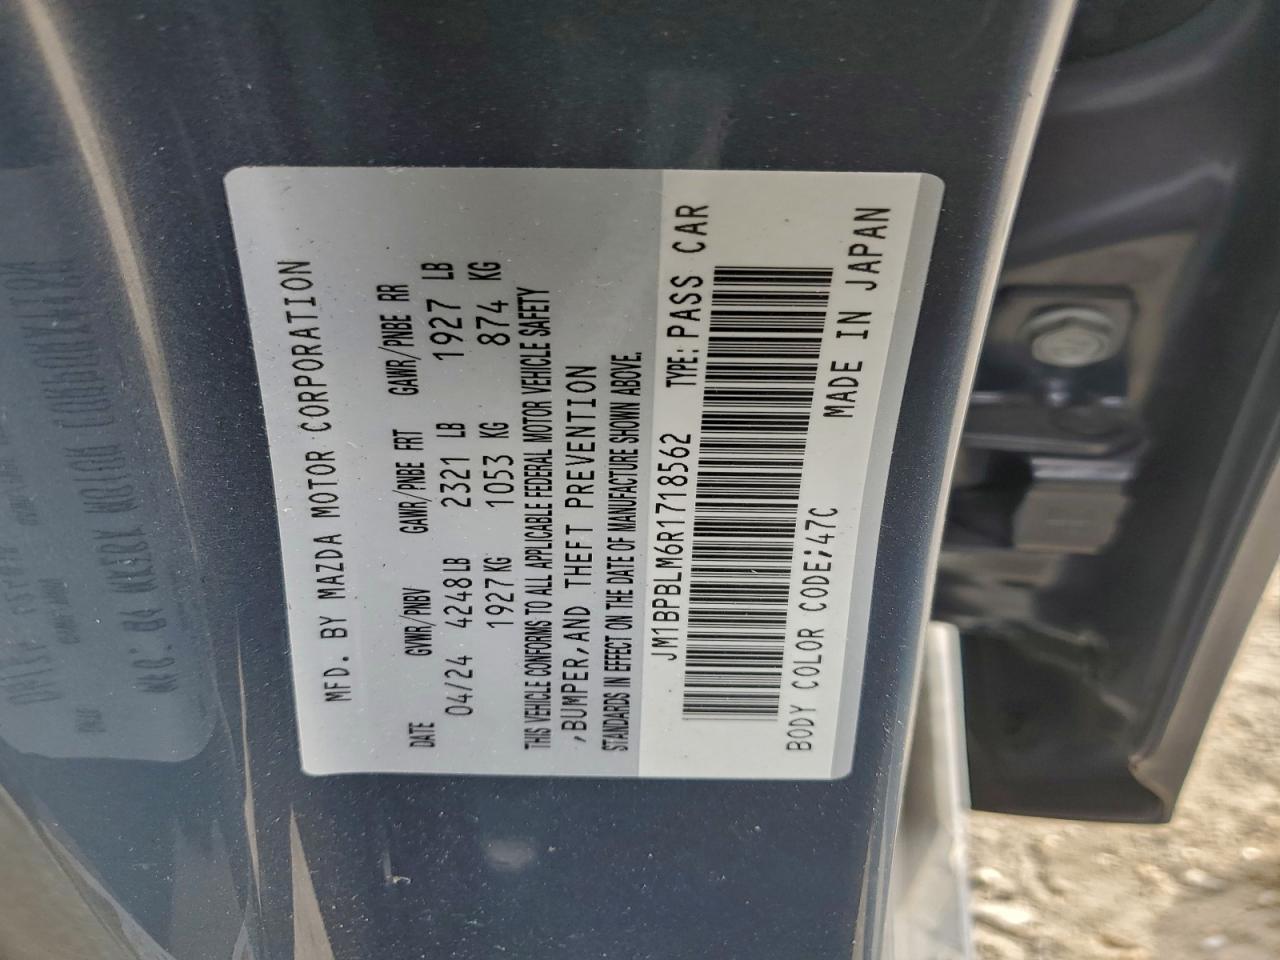 MFD. BY MAZDA MOTOR CORPORATION
DATE GVWR/PNBV GAWR/PNBE FRT GAWR/PNBE RR
04/24 4248 LB 2321 LB 1927 LB
1927 KG 1053 KG 874 KG
THIS VEHICLE CONFORMS TO ALL APPLICABLE FEDERAL MOTOR VEHICLE SAFETY
,BUMPER,AND THEFT PREVENTION
STANDARDS IN EFFECT ON THE DATE OF MANUFACTURE SHOWN ABOVE.
JM1BPBLM6R1718562 TYPE: PASS CAR
BODY COLOR CODE;47C MADE IN JAPAN